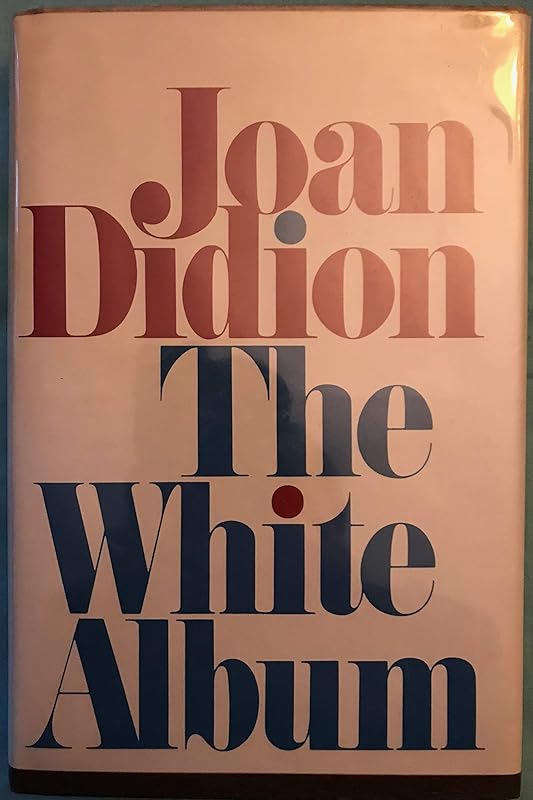 Joan
Didion
The
White
Album